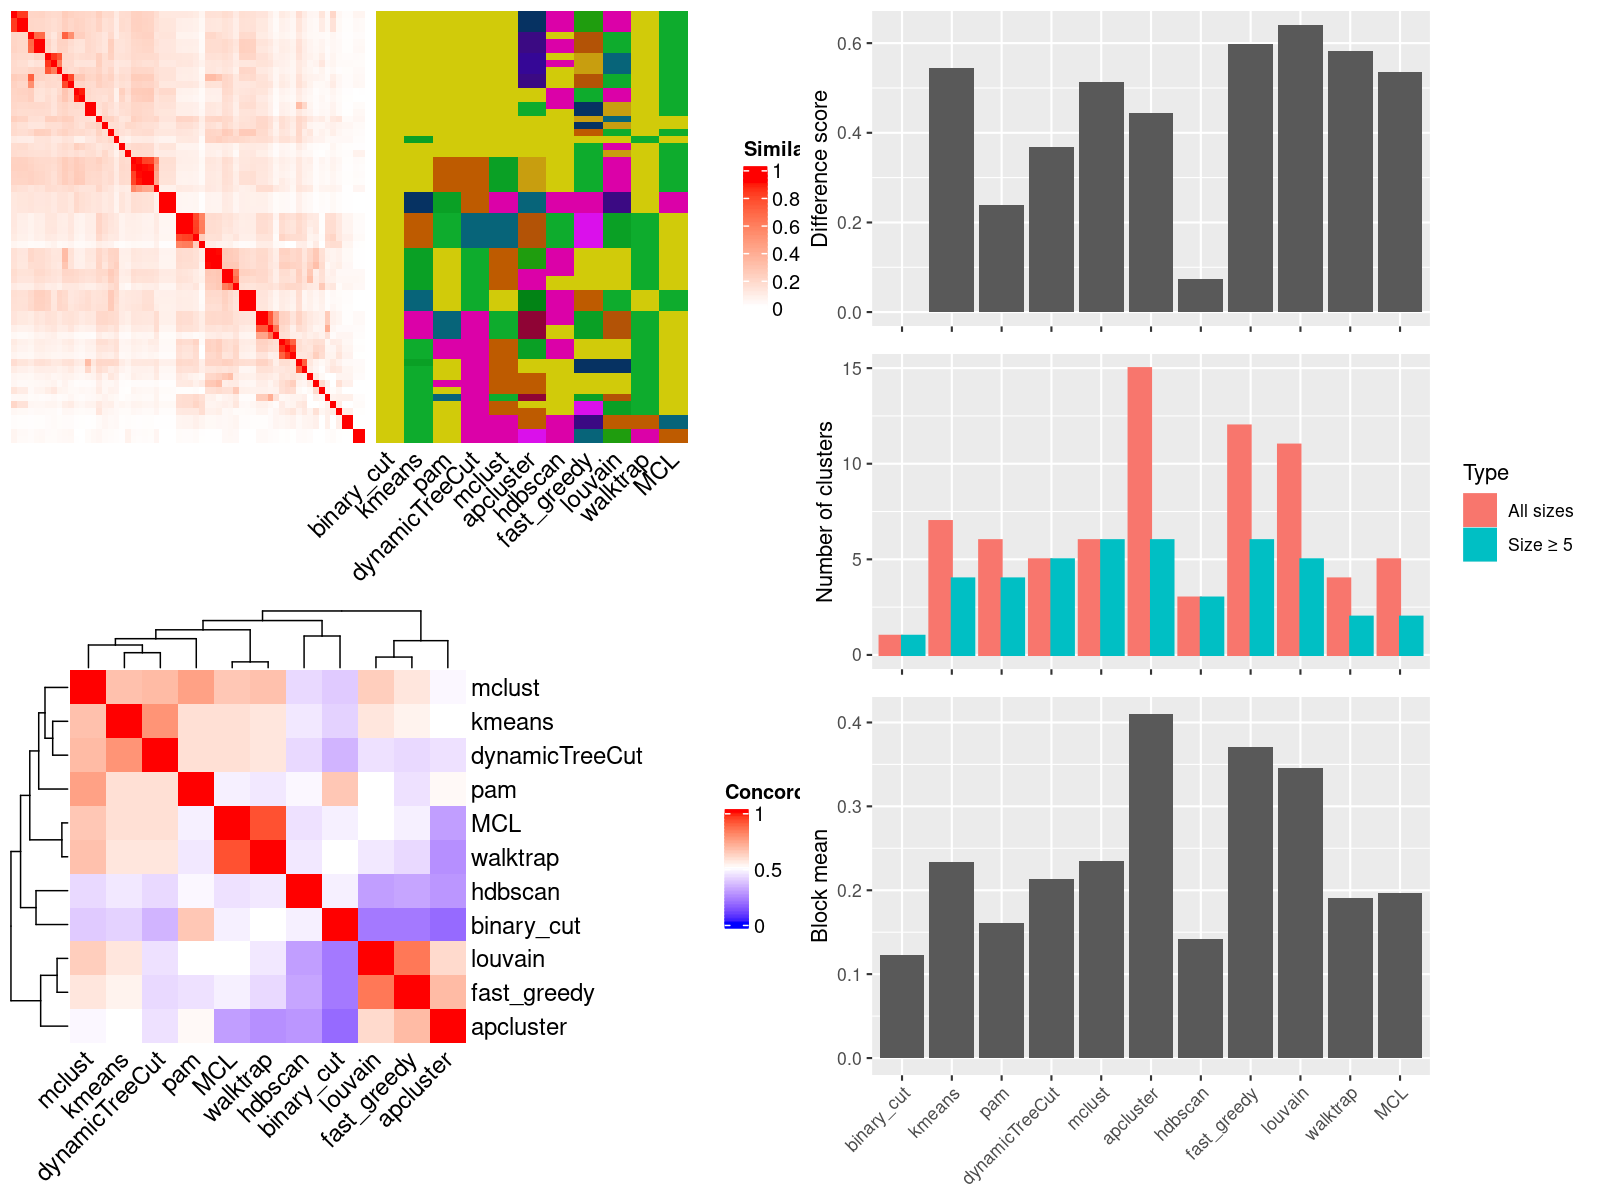 Simila
1
0.8
0.6
0.4
0.2
0
binary_cut
kmeans
pam
dynamicTreeCut
mclust
apcluster
hdbscan
fast_greedy
louvain
walktrap
MCL
mclust
kmeans
dynamicTreeCut
pam
MCL
walktrap
hdbscan
binary_cut
louvain
fast_greedy
apcluster
mclust
kmeans
dynamicTreeCut
pam
MCL
walktrap
hdbscan
binary_cut
louvain
fast_greedy
apcluster
Concord
1
0.5
0
Difference score
0.6
0.4
0.2
0.0
Number of clusters
15
10
5
0
Type
All sizes
Size ≥ 5
Block mean
0.4
0.3
0.2
0.1
0.0
binary_cut
kmeans
pam
dynamicTreeCut
mclust
apcluster
hdbscan
fast_greedy
louvain
walktrap
MCL